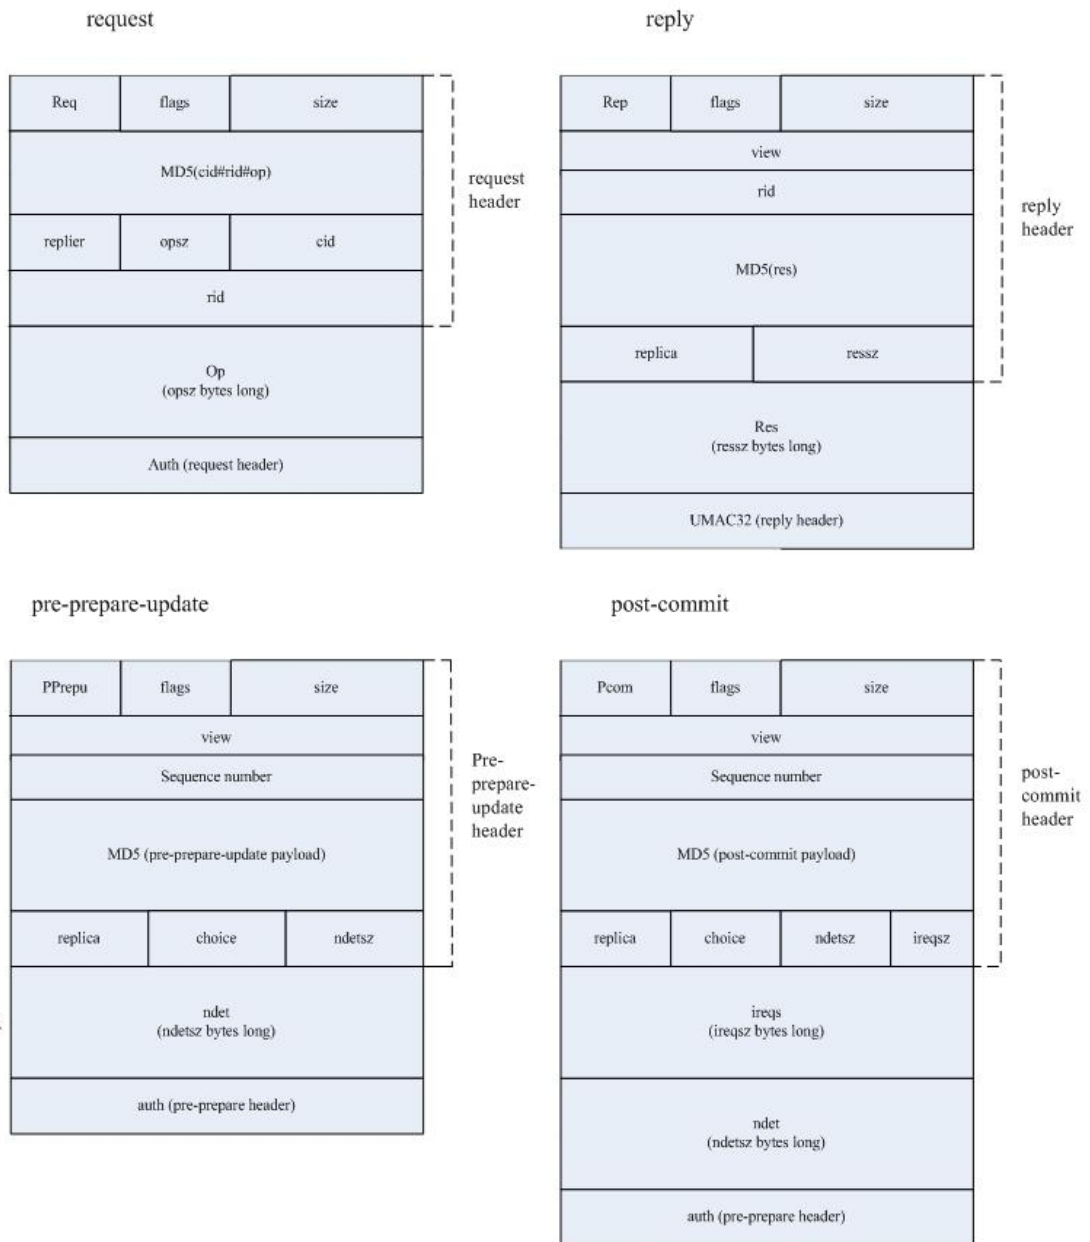 request
Req
flags
size
MD5(cid#rid#op)
replier
opsz
cid
rid
Op
(opsz bytes long)
Auth (request header)
request
header
reply
Rep
flags
size
view
rid
MD5(res)
replica
ressz
Res
(ressz bytes long)
UMAC32 (reply header)
reply
header
pre-prepare-update
PPrepu
flags
size
view
Sequence number
MD5 (pre-prepare-update payload)
replica
choice
ndetsz
ndet
(ndetsz bytes long)
auth (pre-prepare header)
Pre-
prepare-
update
header
post-commit
Pcom
flags
size
view
Sequence number
MD5 (post-commit payload)
replica
choice
ndetsz
ireqsz
ireqs
(ireqsz bytes long)
ndet
(ndetsz bytes long)
auth (pre-prepare header)
post-
commit
header